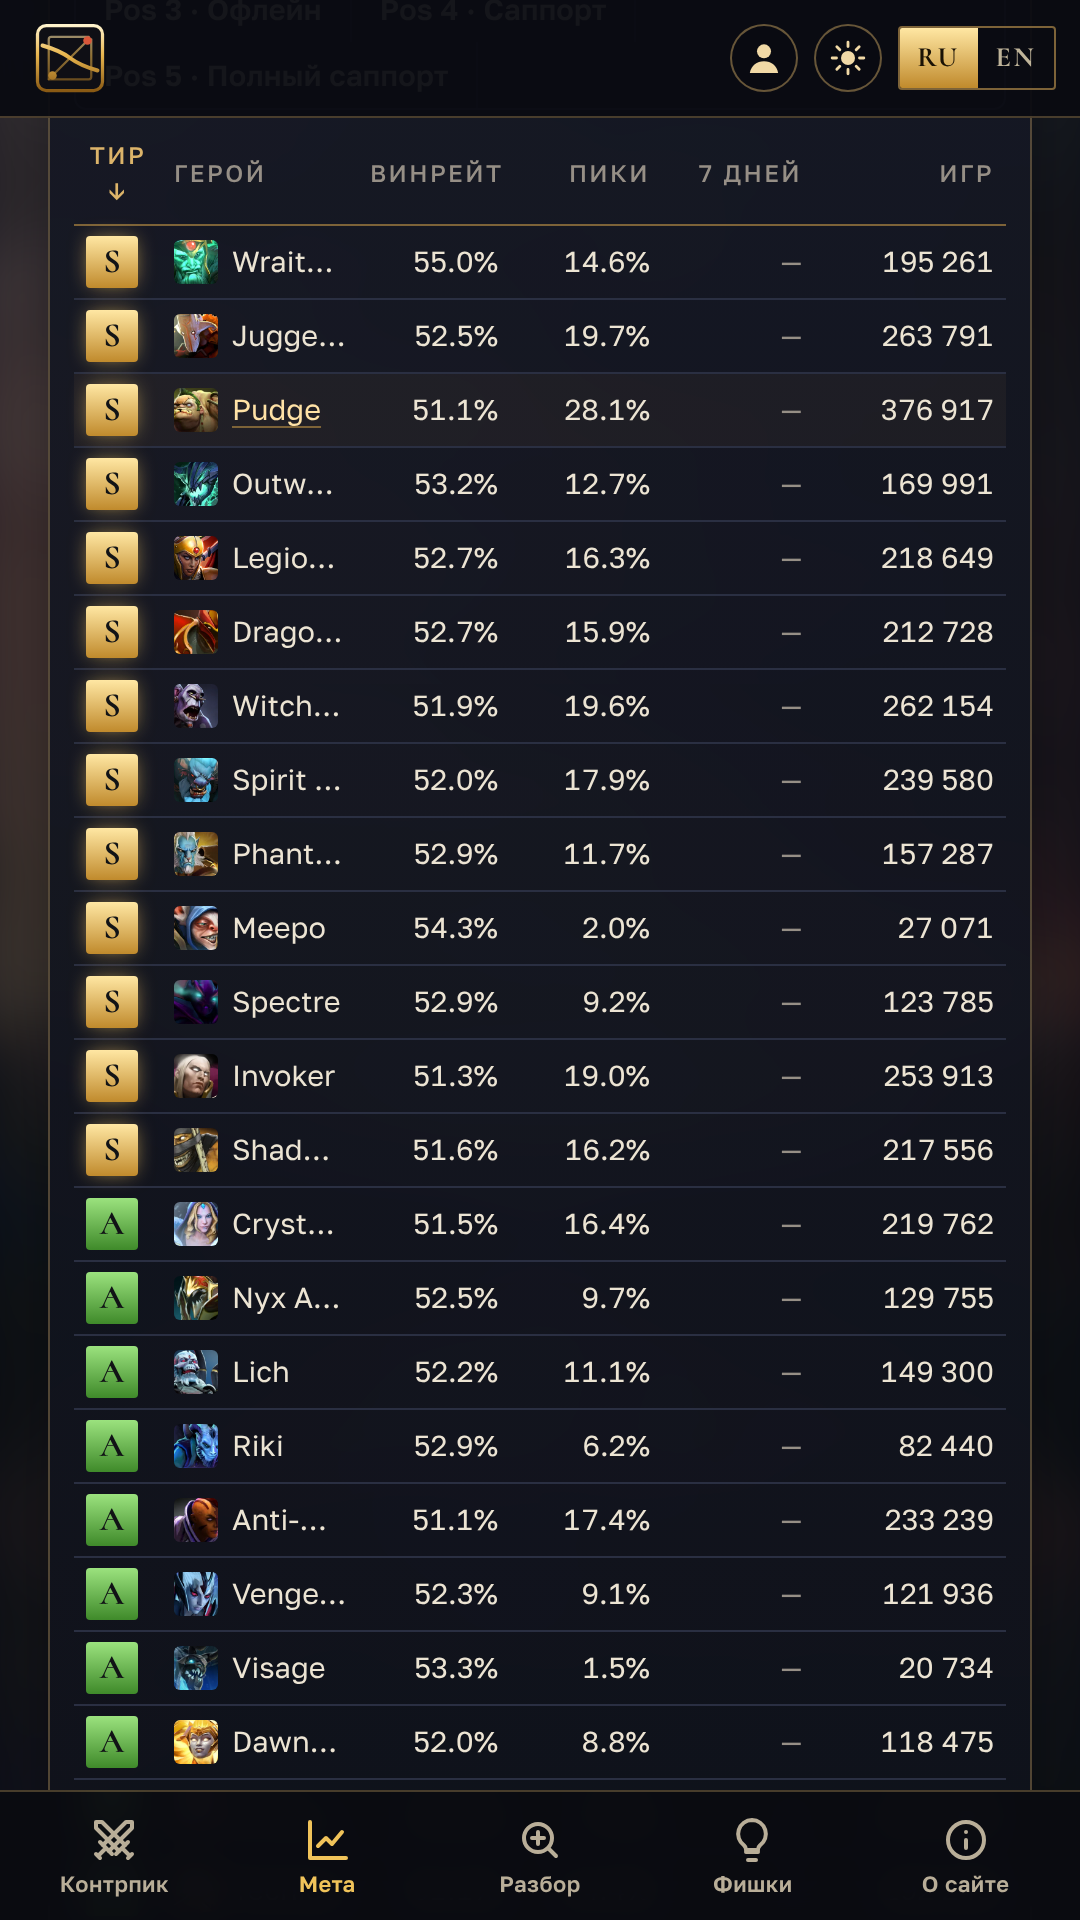 Pos 3 · Офлейн Pos 4 · Саппорт
Pos 5 · Полный саппорт
RU EN
ТИР ↓ ГЕРОЙ ВИНРЕЙТ ПИКИ 7 ДНЕЙ ИГР
S Wrait... 55.0% 14.6% — 195 261
S Jugge... 52.5% 19.7% — 263 791
S Pudge 51.1% 28.1% — 376 917
S Outw... 53.2% 12.7% — 169 991
S Legio... 52.7% 16.3% — 218 649
S Drago... 52.7% 15.9% — 212 728
S Witch... 51.9% 19.6% — 262 154
S Spirit ... 52.0% 17.9% — 239 580
S Phant... 52.9% 11.7% — 157 287
S Meepo 54.3% 2.0% — 27 071
S Spectre 52.9% 9.2% — 123 785
S Invoker 51.3% 19.0% — 253 913
S Shad... 51.6% 16.2% — 217 556
A Cryst... 51.5% 16.4% — 219 762
A Nyx A... 52.5% 9.7% — 129 755
A Lich 52.2% 11.1% — 149 300
A Riki 52.9% 6.2% — 82 440
A Anti-... 51.1% 17.4% — 233 239
A Venge... 52.3% 9.1% — 121 936
A Visage 53.3% 1.5% — 20 734
A Dawn... 52.0% 8.8% — 118 475
Контрпик Мета Разбор Фишки О сайте